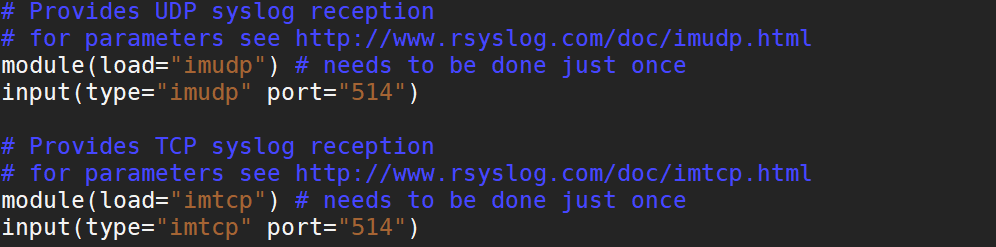 # Provides UDP syslog reception
# for parameters see http://www.rsyslog.com/doc/imudp.html
module(load="imudp") # needs to be done just once
input(type="imudp" port="514")

# Provides TCP syslog reception
# for parameters see http://www.rsyslog.com/doc/imtcp.html
module(load="imtcp") # needs to be done just once
input(type="imtcp" port="514")